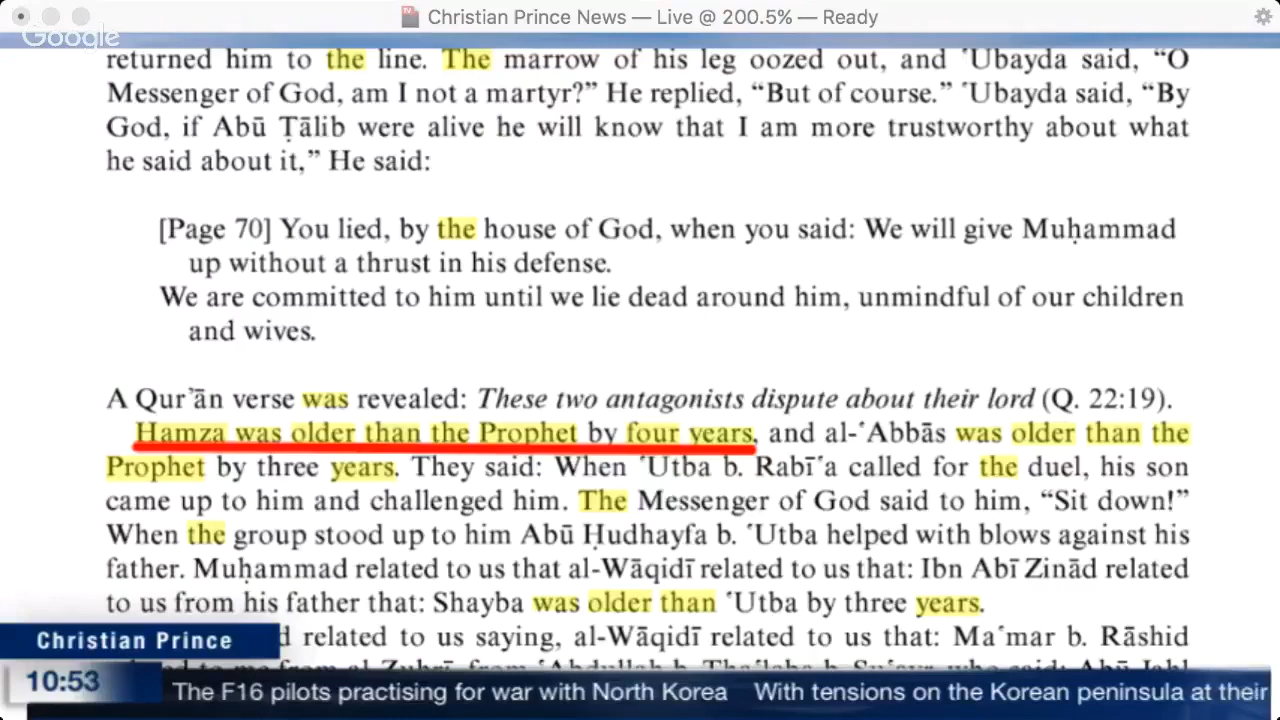 Christian Prince News — Live @ 200.5% — Ready
Google
returned him to the line. The marrow of his leg oozed out, and ʿUbayda said, “O
Messenger of God, am I not a martyr?” He replied, “But of course.” ʿUbayda said, “By
God, if Abū Ṭālib were alive he will know that I am more trustworthy about what
he said about it,” He said:
[Page 70] You lied, by the house of God, when you said: We will give Muḥammad
up without a thrust in his defense.
We are committed to him until we lie dead around him, unmindful of our children
and wives.
A Qurʾān verse was revealed: These two antagonists dispute about their lord (Q. 22:19).
Hamza was older than the Prophet by four years, and al-ʿAbbās was older than the
Prophet by three years. They said: When ʿUtba b. Rabīʿa called for the duel, his son
came up to him and challenged him. The Messenger of God said to him, “Sit down!”
When the group stood up to him Abū Ḥudhayfa b. ʿUtba helped with blows against his
father. Muḥammad related to us that al-Wāqidī related to us that: Ibn Abī Zinād related
to us from his father that: Shayba was older than ʿUtba by three years.
related to us saying, al-Wāqidī related to us that: Maʿmar b. Rāshid
Christian Prince
10:53
The F16 pilots practising for war with North Korea With tensions on the Korean peninsula at their